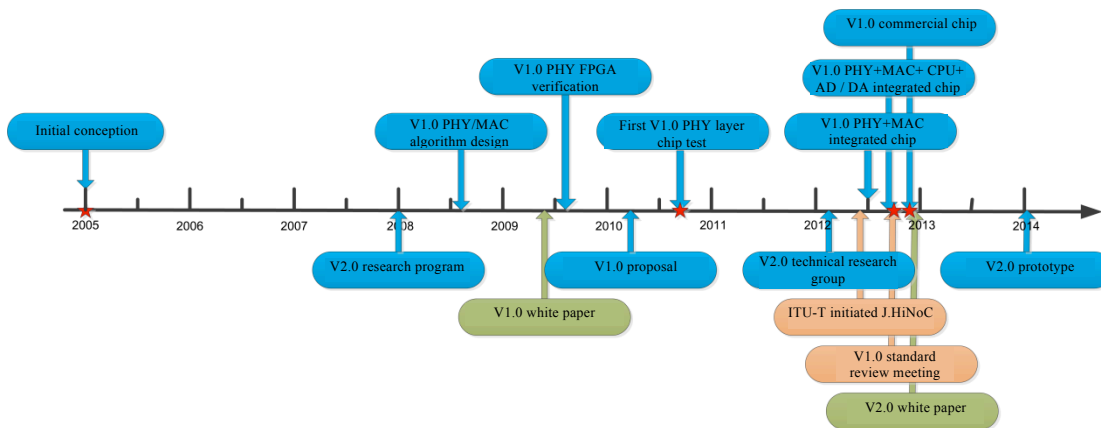 V1.0 commercial chip
V1.0 PHY FPGA
verification
V1.0 PHY+MAC+ CPU+
AD / DA integrated chip
Initial conception
V1.0 PHY/MAC
algorithm design
First V1.0 PHY layer
chip test
V1.0 PHY+MAC
integrated chip
2005
2006
2007
2008
2009
2010
2011
2012
2013
2014
V2.0 research program
V1.0 proposal
V2.0 technical research
group
V2.0 prototype
V1.0 white paper
ITU-T initiated J.HiNoC
V1.0 standard
review meeting
V2.0 white paper